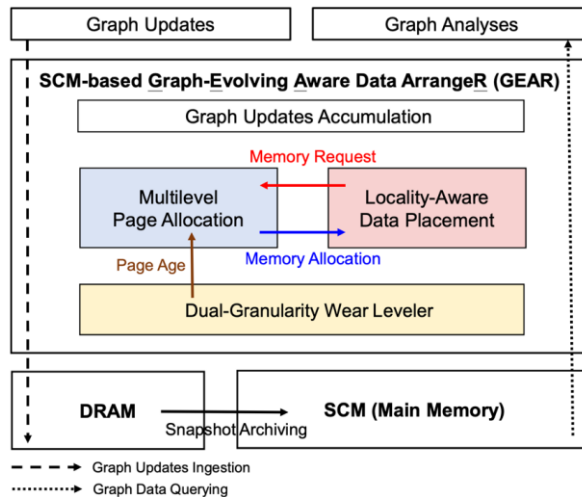 Graph Updates
Graph Analyses
SCM-based Graph-Evolving Aware Data ArrangeR (GEAR)
Graph Updates Accumulation
Memory Request
Multilevel
Page Allocation
Locality-Aware
Data Placement
Memory Allocation
Page Age
Dual-Granularity Wear Leveler
DRAM
SCM (Main Memory)
Snapshot Archiving
Graph Updates Ingestion
Graph Data Querying